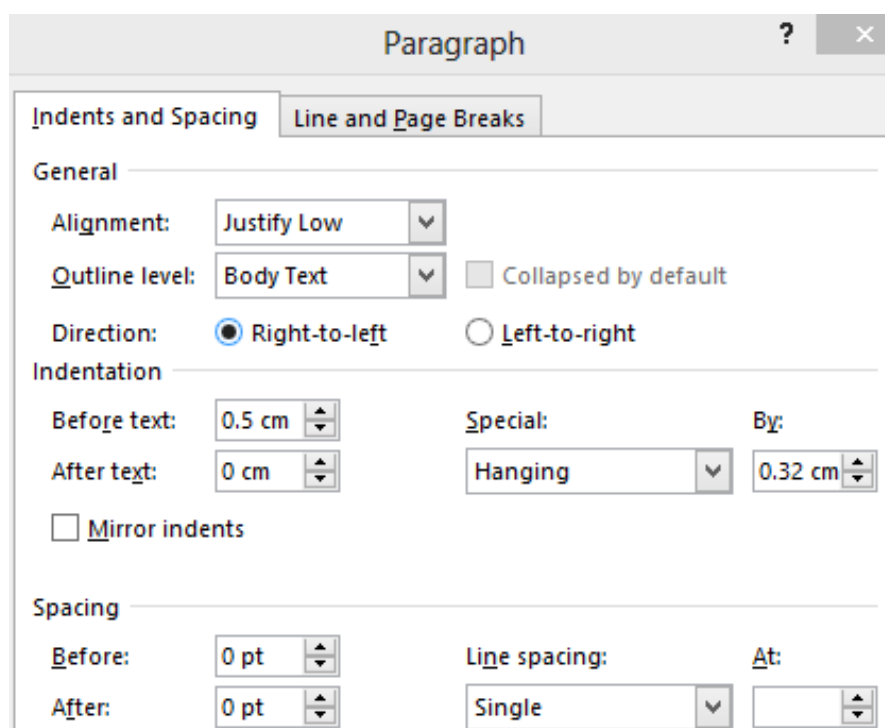 Paragraph ?
Indents and Spacing Line and Page Breaks
General
Alignment: Justify Low
Outline level: Body Text Collapsed by default
Direction: Right-to-left Left-to-right
Indentation
Before text: 0.5 cm Special: By:
After text: 0 cm Hanging 0.32 cm
Mirror indents
Spacing
Before: 0 pt Line spacing: At:
After: 0 pt Single